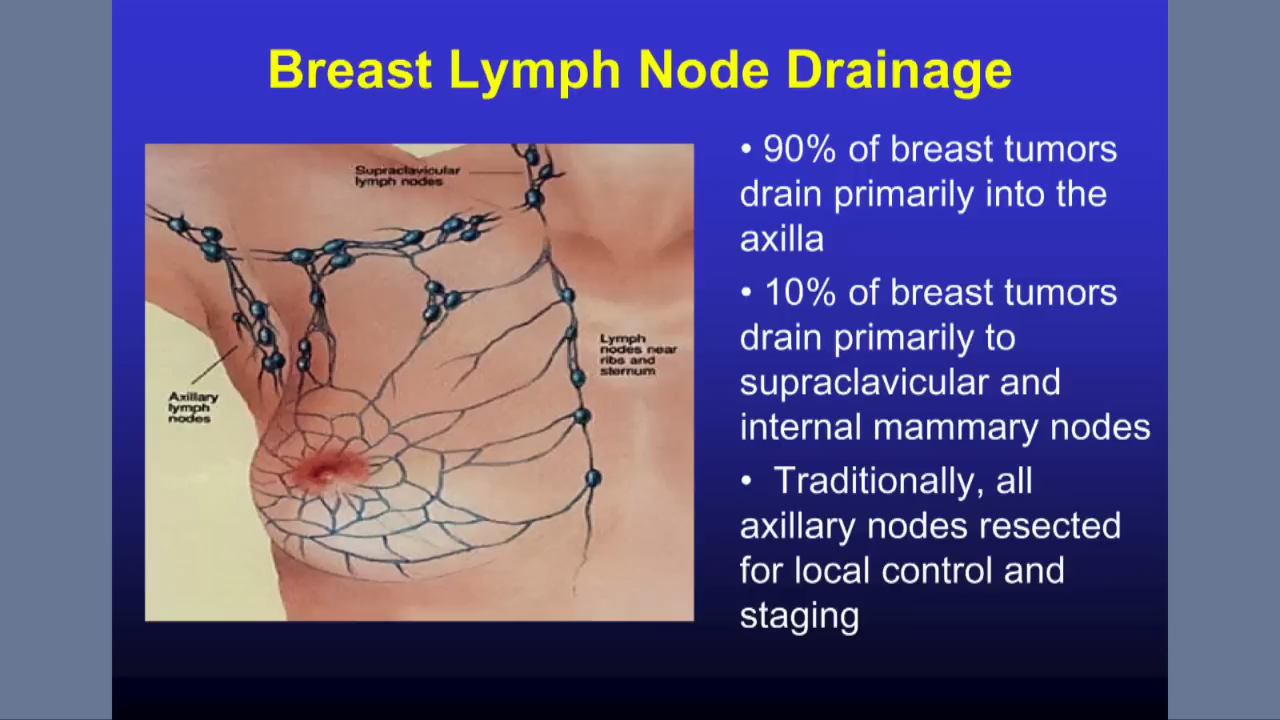 Breast Lymph Node Drainage
Supraclavicular
lymph nodes
Lymph
nodes near
ribs and
sternum
Axillary
lymph
nodes
• 90% of breast tumors
drain primarily into the
axilla
• 10% of breast tumors
drain primarily to
supraclavicular and
internal mammary nodes
• Traditionally, all
axillary nodes resected
for local control and
staging